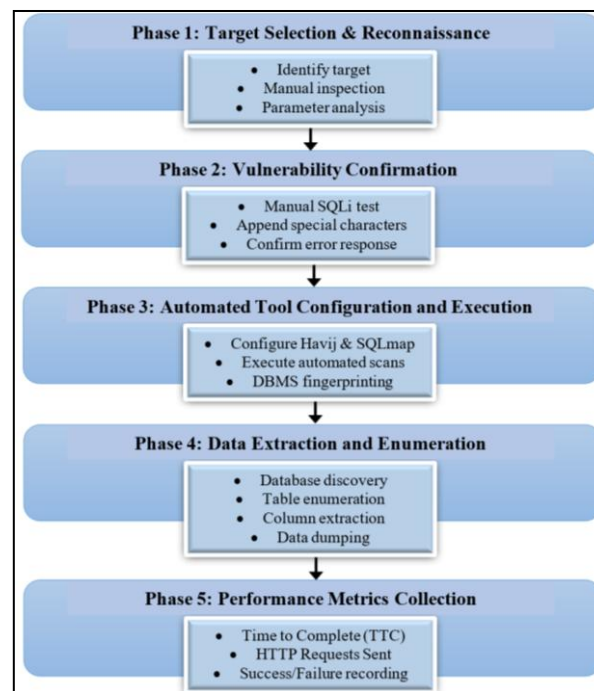 Phase 1: Target Selection & Reconnaissance
• Identify target
• Manual inspection
• Parameter analysis
Phase 2: Vulnerability Confirmation
• Manual SQLi test
• Append special characters
• Confirm error response
Phase 3: Automated Tool Configuration and Execution
• Configure Havij & SQLmap
• Execute automated scans
• DBMS fingerprinting
Phase 4: Data Extraction and Enumeration
• Database discovery
• Table enumeration
• Column extraction
• Data dumping
Phase 5: Performance Metrics Collection
• Time to Complete (TTC)
• HTTP Requests Sent
• Success/Failure recording